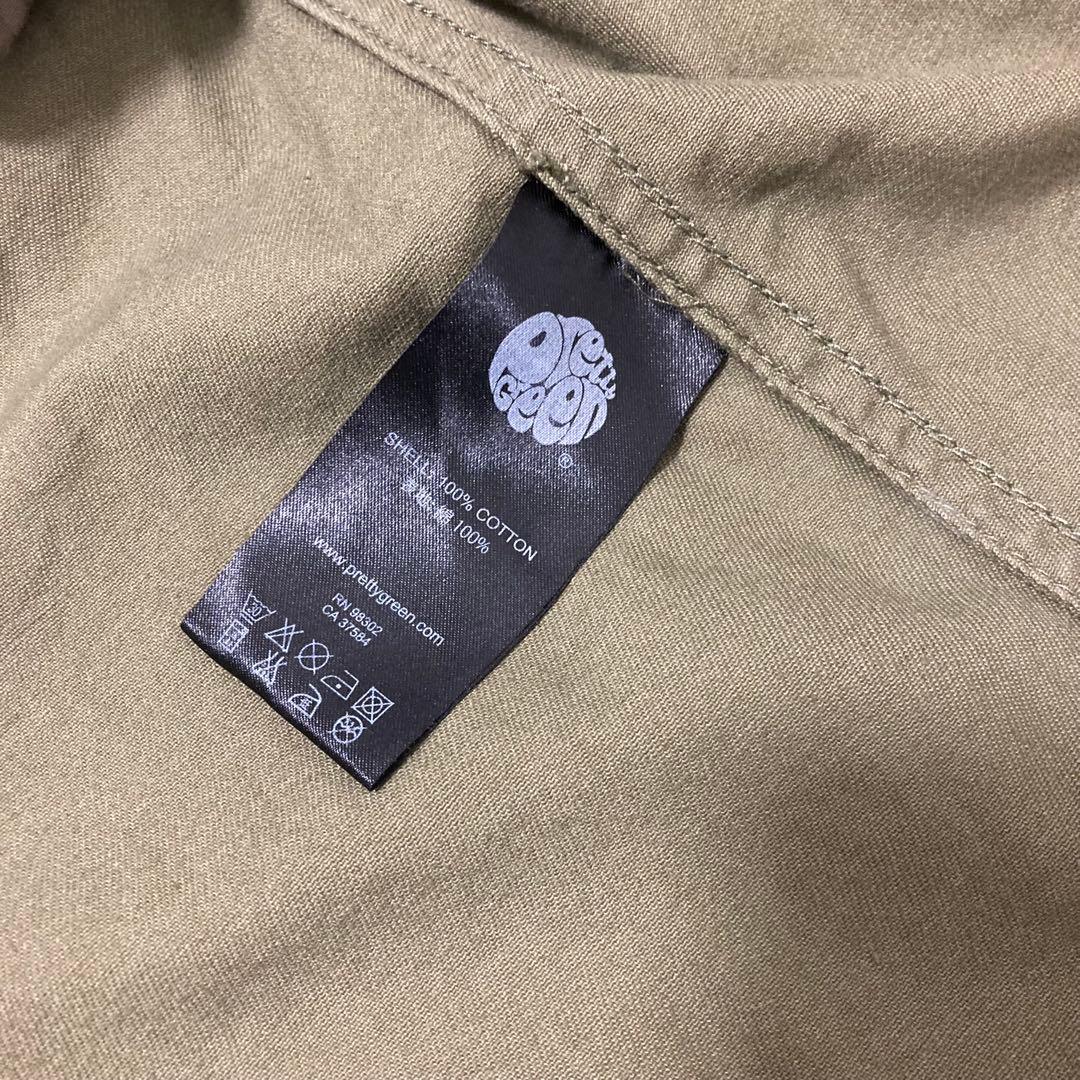 Pretty
Green
®
SHELL: 100% COTTON
表地:綿 100%
www.prettygreen.com
RN 98302
CA 37584